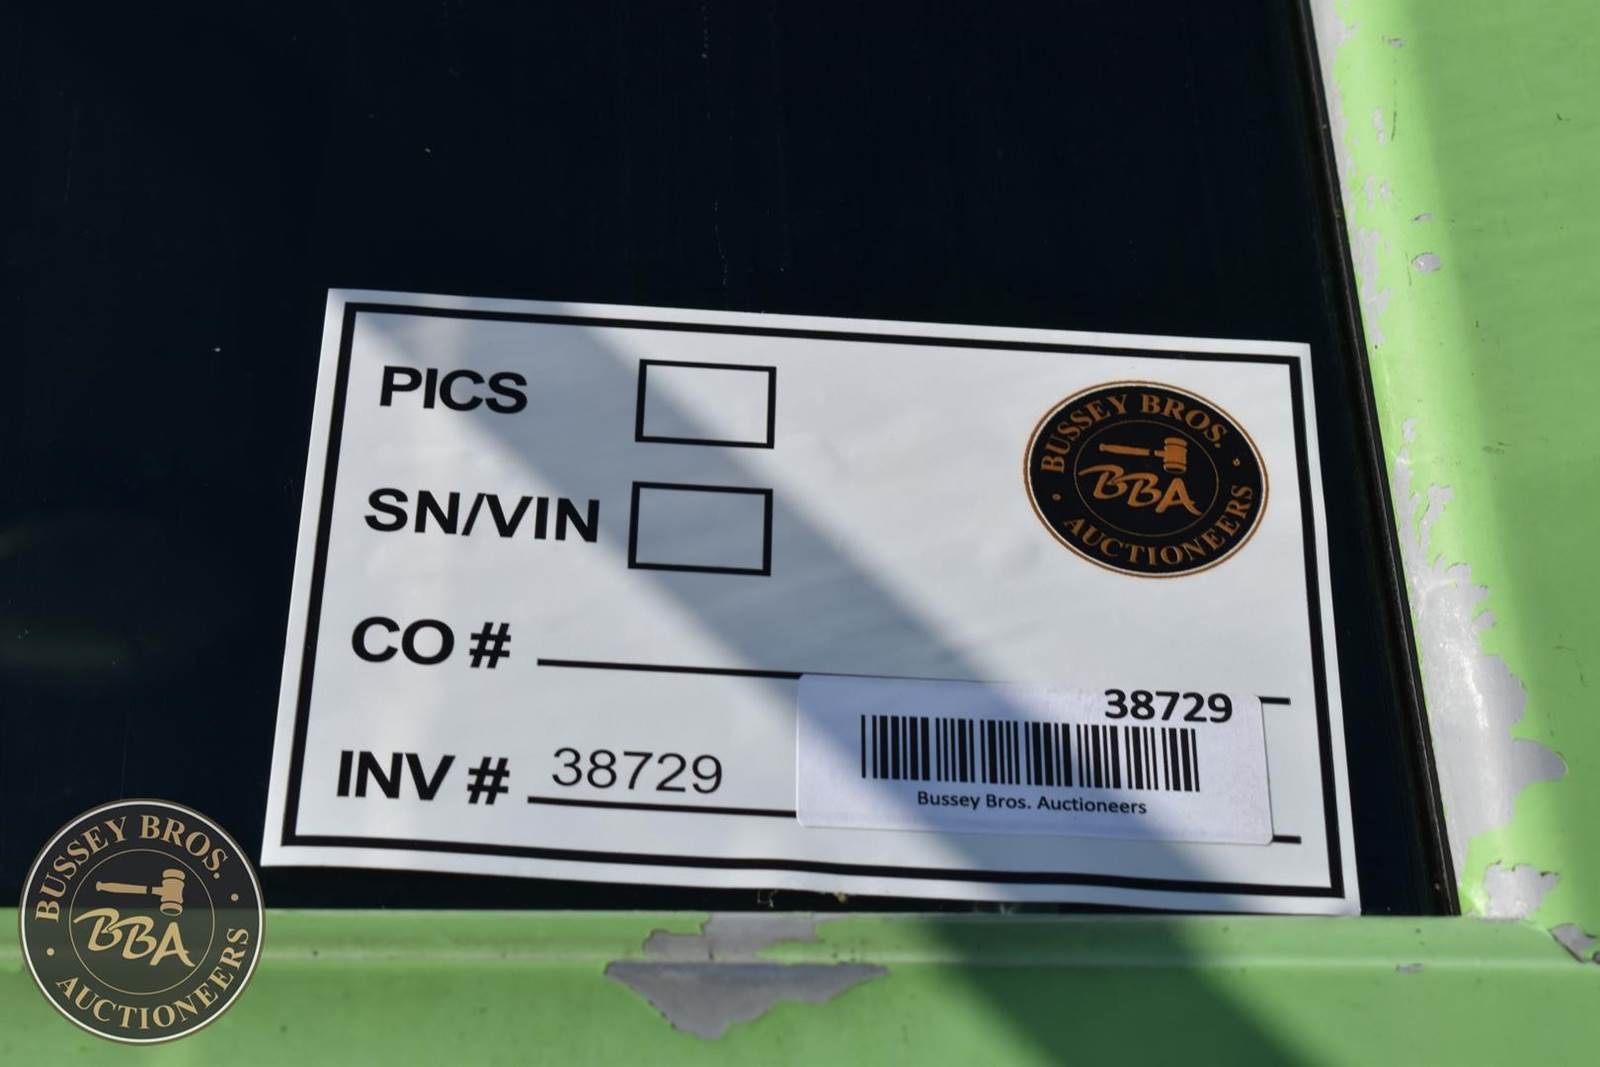 PICS
SN/VIN
CO #
INV # 38729
BUSSEY BROS.
BBA
AUCTIONEERS
38729
Bussey Bros. Auctioneers
BUSSEY BROS.
BBA
AUCTIONEERS